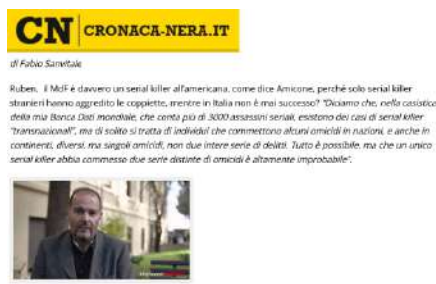 CN CRONACA-NERA.IT
di Fabio Sanvitale
Ruben, il MdF è davvero un serial killer all'americana, come dice Amicone, perché solo serial killer
stranieri hanno aggredito le coppiette, mentre in Italia non è mai successo? "Diciamo che, nella casistica
della mia Banca Dati mondiale, che conta più di 3000 assassini seriali, esistono dei casi di serial killer
"transnazionali", ma di solito si tratta di individui che commettono alcuni omicidi in nazioni, e anche in
continenti, diversi, ma singoli omicidi, non due intere serie di delitti. Tutto è possibile, ma che un unico
serial killer abbia commesso due serie distinte di omicidi è altamente improbabile".